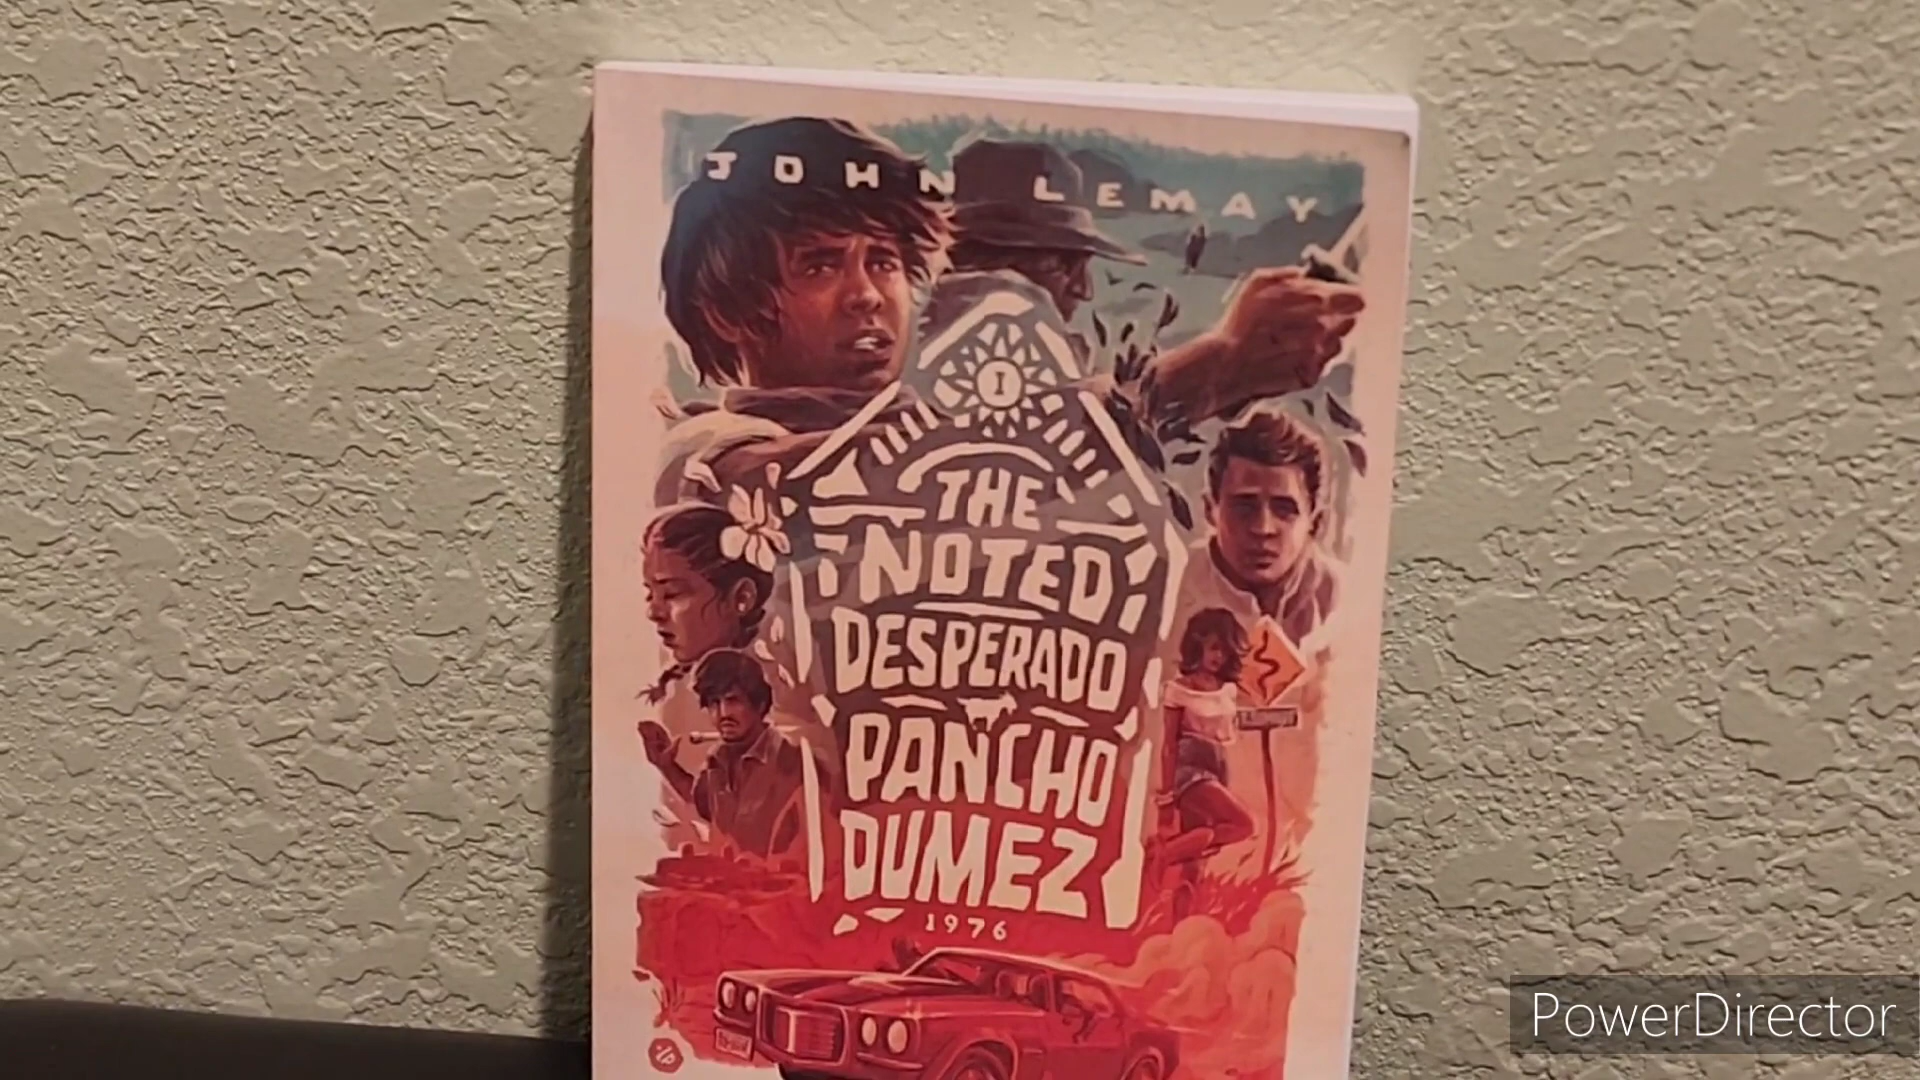 JOHN LEMAY
I
THE
NOTED
DESPERADO
PANCHO
DUMEZ
1976
PowerDirector